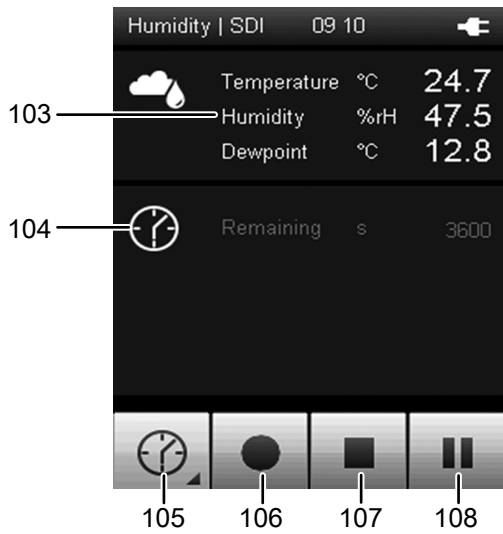 Humidity | SDI 09 10
Temperature °C 24.7
103 Humidity %rH 47.5
Dewpoint °C 12.8
104 Remaining s 3600
105 106 107 108